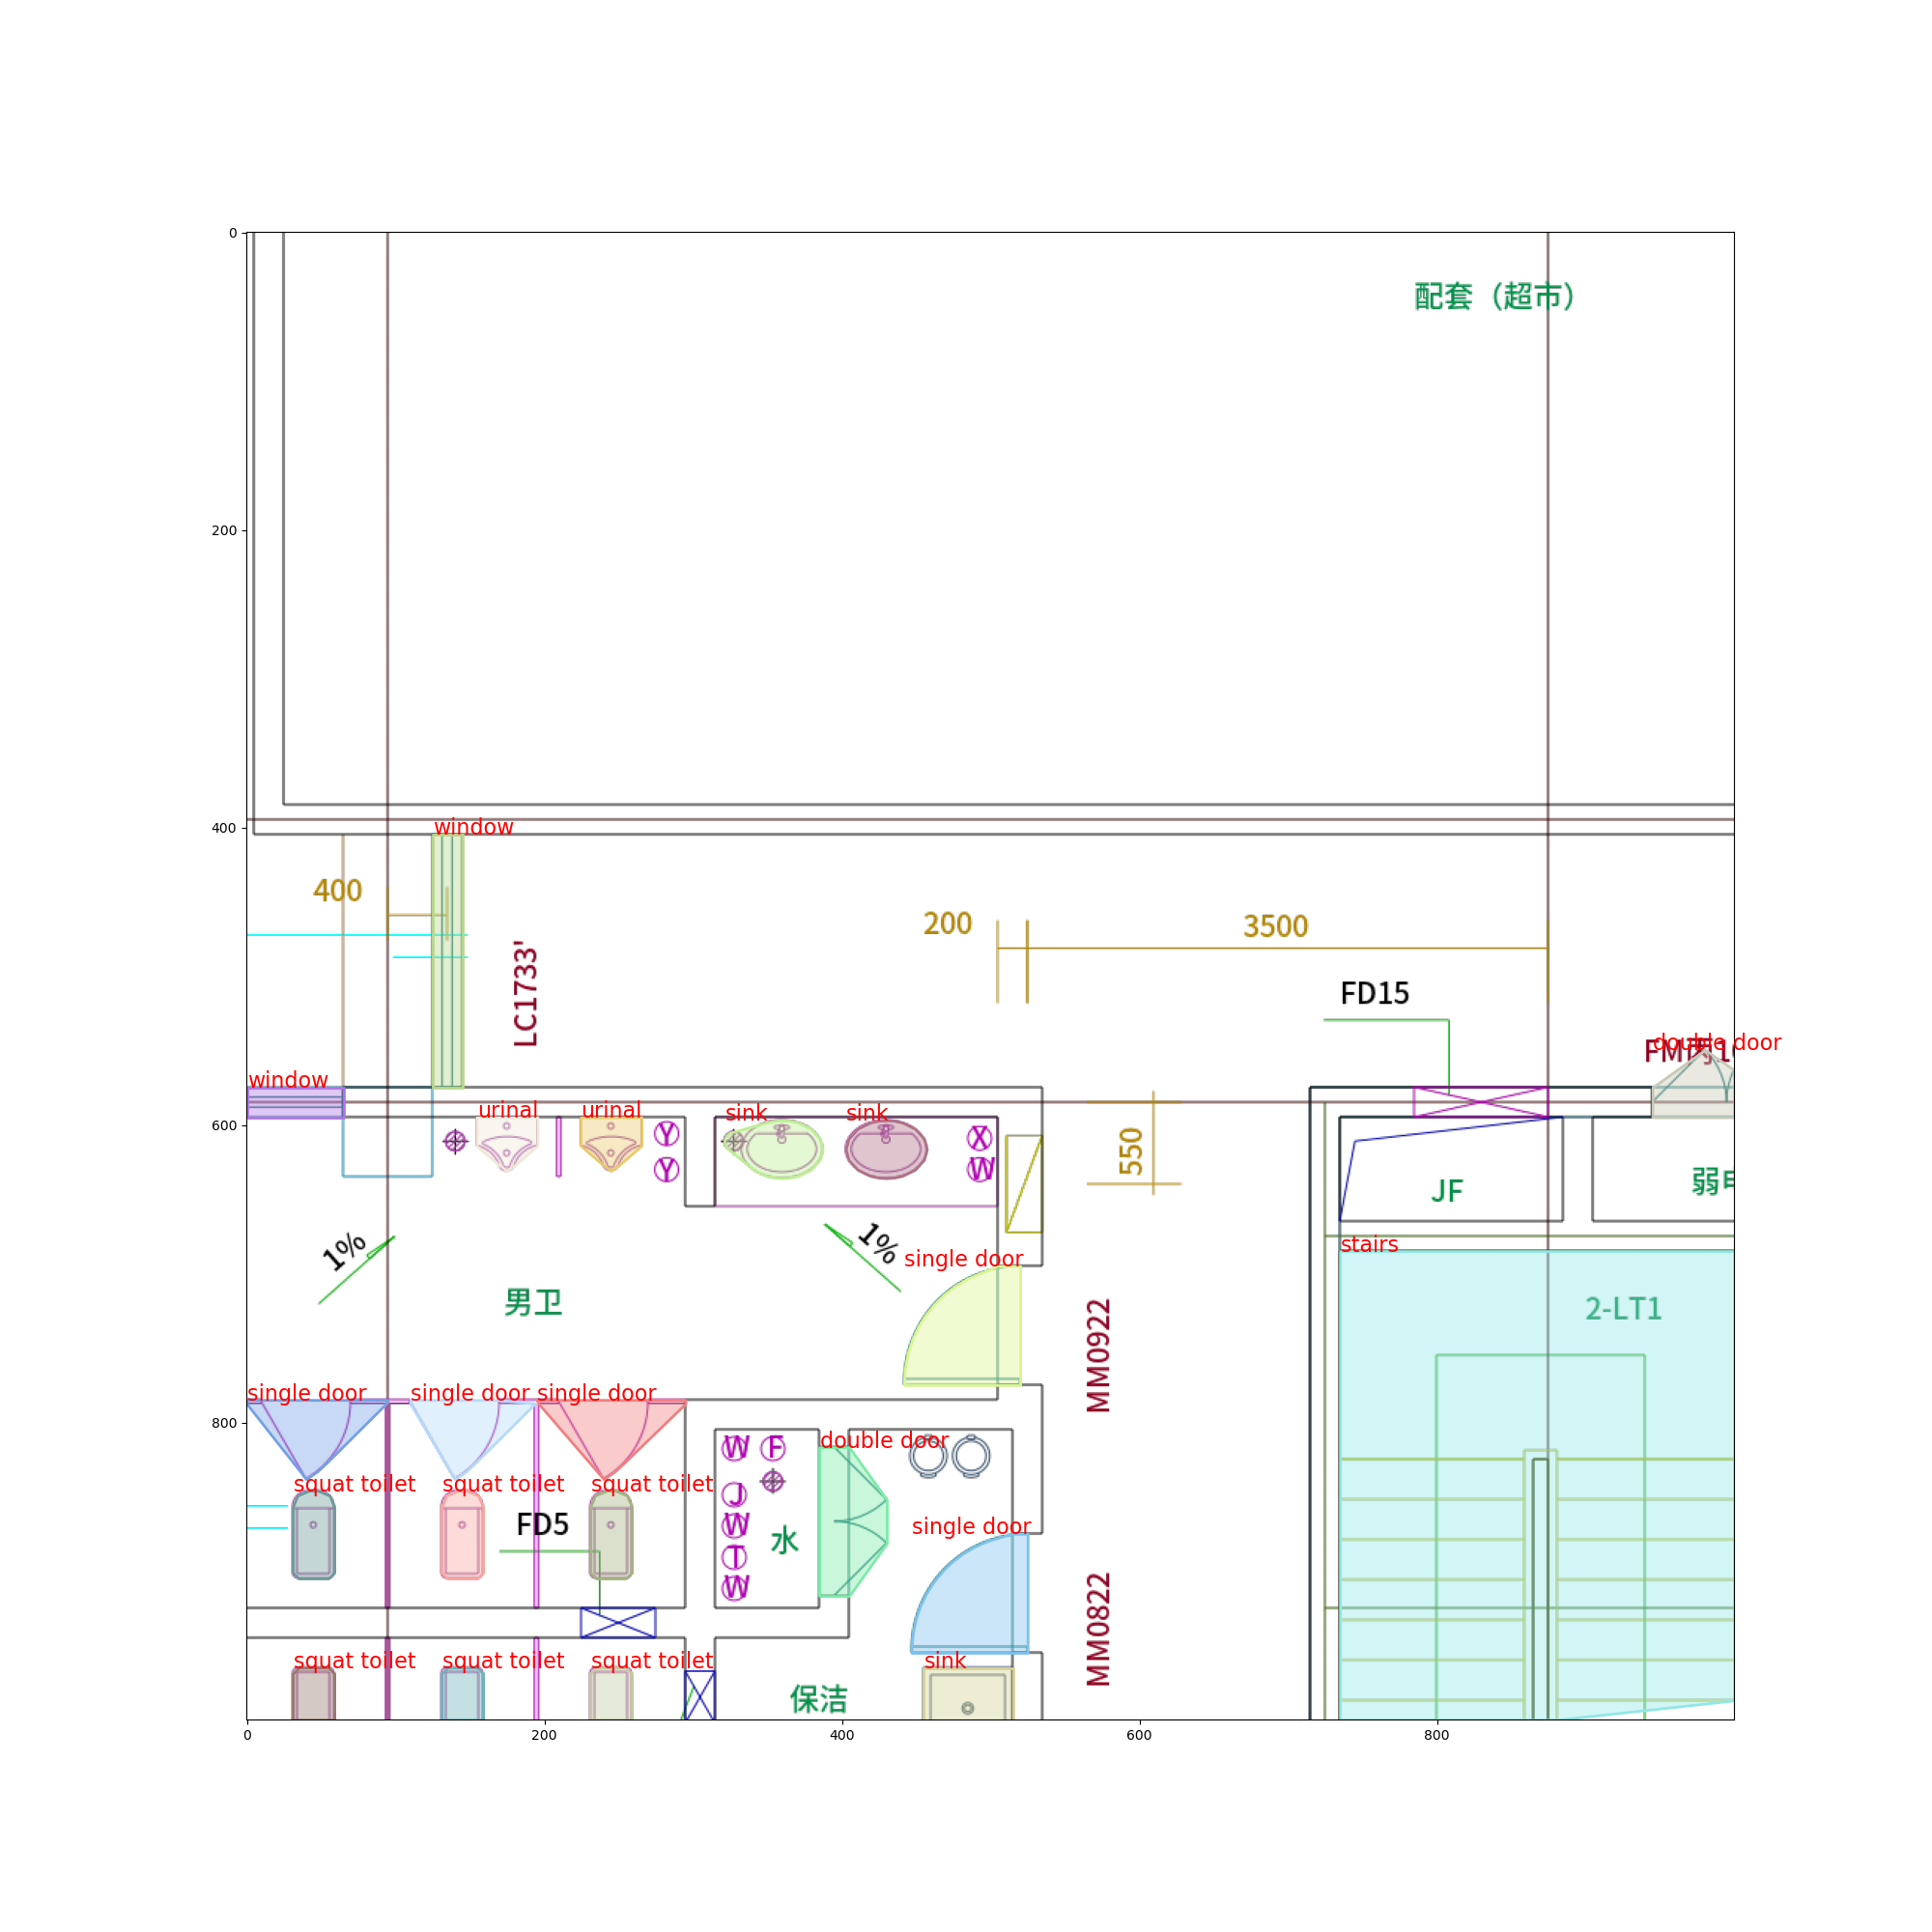 0
配套（超市）
200
400
window
400
200
3500
LC1733'
FD15
double door
window
600
urinal
urinal
sink
sink
Y
Y
X
W
550
JF
1%
1%
single door
stairs
男卫
2-LT1
MM0922
single door
single door
single door
800
W
F
double door
squat toilet
squat toilet
squat toilet
J
FD5
W
水
single door
T
W
MM0822
squat toilet
squat toilet
squat toilet
sink
保洁
0
200
400
600
800